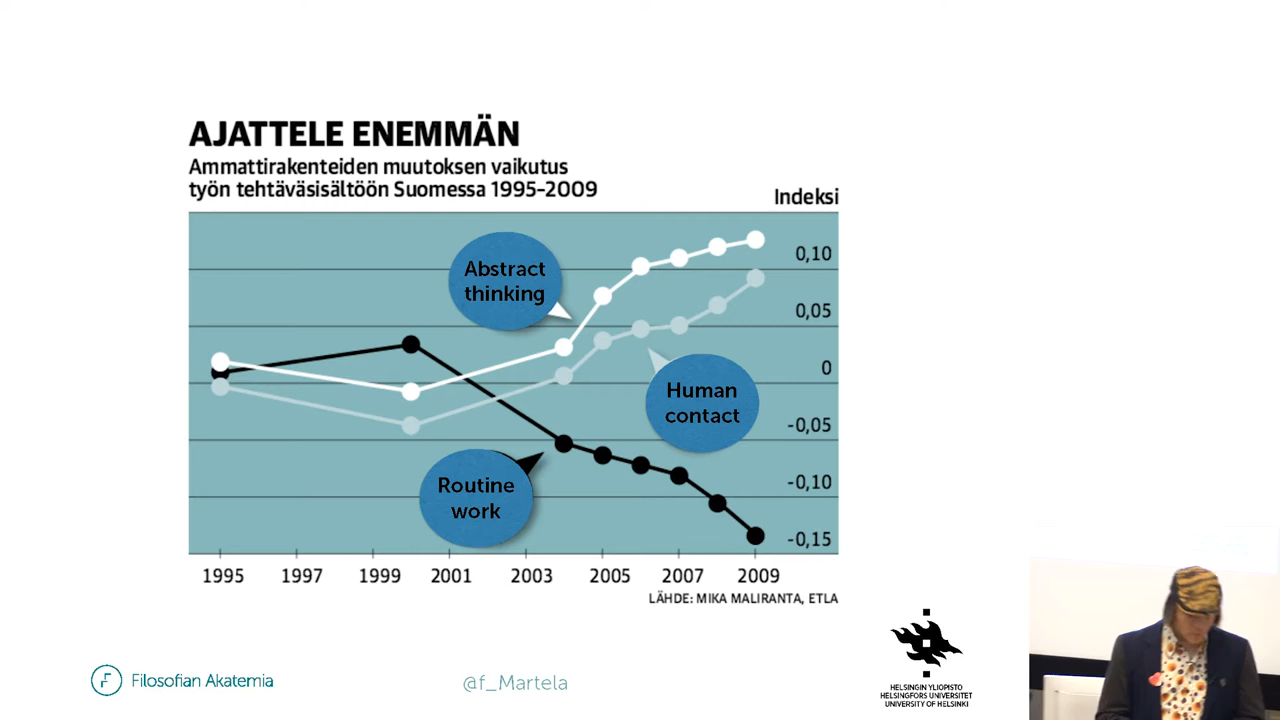 AJATTELE ENEMMÄN
Ammattirakenteiden muutoksen vaikutus
työn tehtäväsisältöön Suomessa 1995–2009
Indeksi
0,10
0,05
0
-0,05
-0,10
-0,15
Abstract
thinking
Human
contact
Routine
work
1995 1997 1999 2001 2003 2005 2007 2009
LÄHDE: MIKA MALIRANTA, ETLA
Filosofian Akatemia
@f_Martela
HELSINGIN YLIOPISTO
HELSINGFORS UNIVERSITET
UNIVERSITY OF HELSINKI